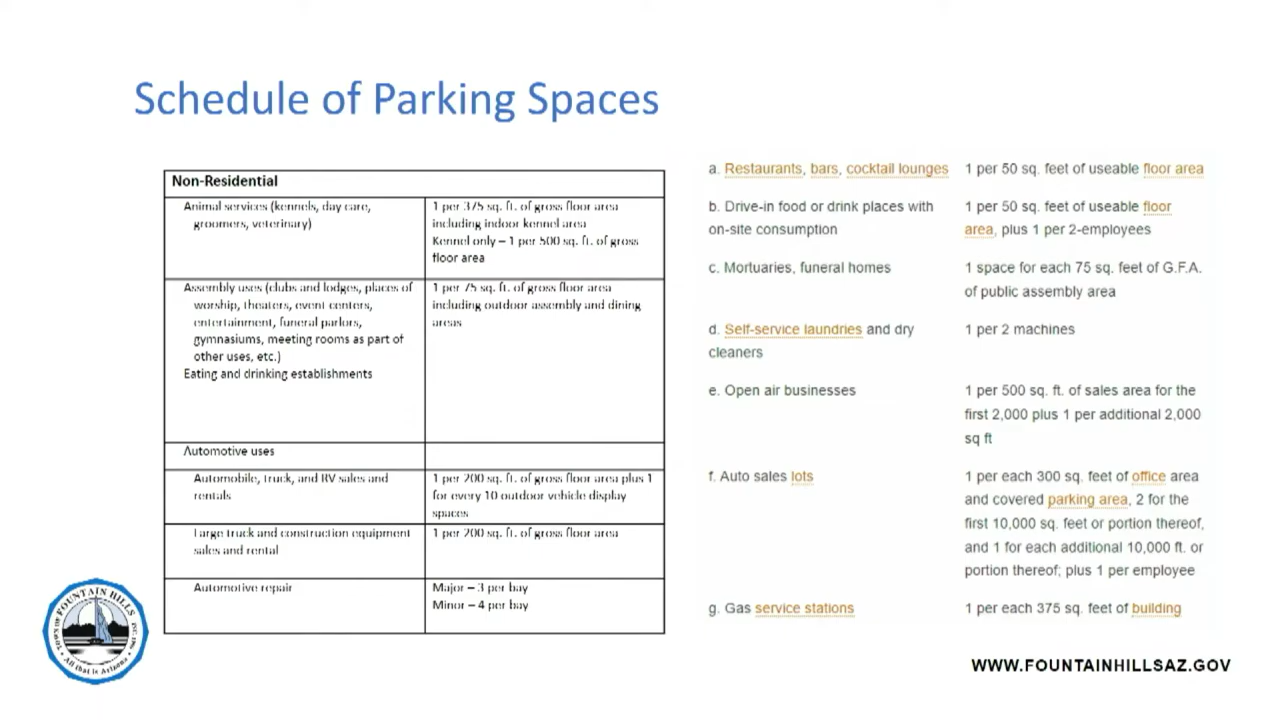 Schedule of Parking Spaces
Non-Residential
Animal services (kennels, day care,
groomers, veterinary)
1 per 375 sq. ft. of gross floor area
including indoor kennel area
Kennel only – 1 per 500 sq. ft. of gross
floor area
Assembly uses (clubs and lodges, places of
worship, theaters, event centers,
entertainment, funeral parlors,
gymnasiums, meeting rooms as part of
other uses, etc.)
Eating and drinking establishments
1 per 75 sq. ft. of gross floor area
including outdoor assembly and dining
areas
Automotive uses
Automobile, truck, and RV sales and
rentals
1 per 200 sq. ft. of gross floor area plus 1
for every 10 outdoor vehicle display
spaces
Large truck and construction equipment
sales and rental
1 per 200 sq. ft. of gross floor area
Automotive repair
Major – 3 per bay
Minor – 4 per bay
a. Restaurants, bars, cocktail lounges
1 per 50 sq. feet of useable floor area
b. Drive-in food or drink places with
on-site consumption
1 per 50 sq. feet of useable floor
area, plus 1 per 2-employees
c. Mortuaries, funeral homes
1 space for each 75 sq. feet of G.F.A.
of public assembly area
d. Self-service laundries and dry
cleaners
1 per 2 machines
e. Open air businesses
1 per 500 sq. ft. of sales area for the
first 2,000 plus 1 per additional 2,000
sq ft
f. Auto sales lots
1 per each 300 sq. feet of office area
and covered parking area, 2 for the
first 10,000 sq. feet or portion thereof,
and 1 for each additional 10,000 ft. or
portion thereof; plus 1 per employee
g. Gas service stations
1 per each 375 sq. feet of building
FOUNTAIN HILLS
All that is Arizona
WWW.FOUNTAINHILLSAZ.GOV